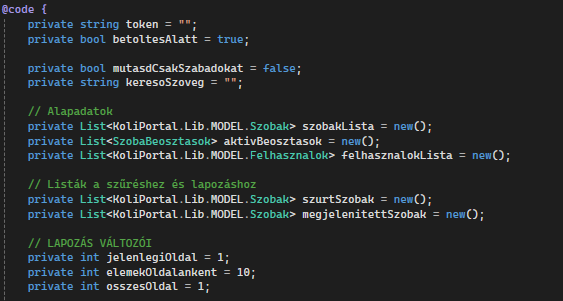 @code {
private string token = "";
private bool betoltesAlatt = true;
private bool mutasdCsakSzabadokat = false;
private string keresoSzoveg = "";
// Alapadatok
private List<KoliPortal.Lib.MODEL.Szobak> szobakLista = new();
private List<SzobaBeosztasok> aktivBeosztasok = new();
private List<KoliPortal.Lib.MODEL.Felhasznalok> felhasznalokLista = new();
// Listák a szűréshez és lapozáshoz
private List<KoliPortal.Lib.MODEL.Szobak> szurtSzobak = new();
private List<KoliPortal.Lib.MODEL.Szobak> megjelenitettSzobak = new();
// LAPOZÁS VÁLTOZÓI
private int jelenlegiOldal = 1;
private int elemekOldalankent = 10;
private int osszesOldal = 1;